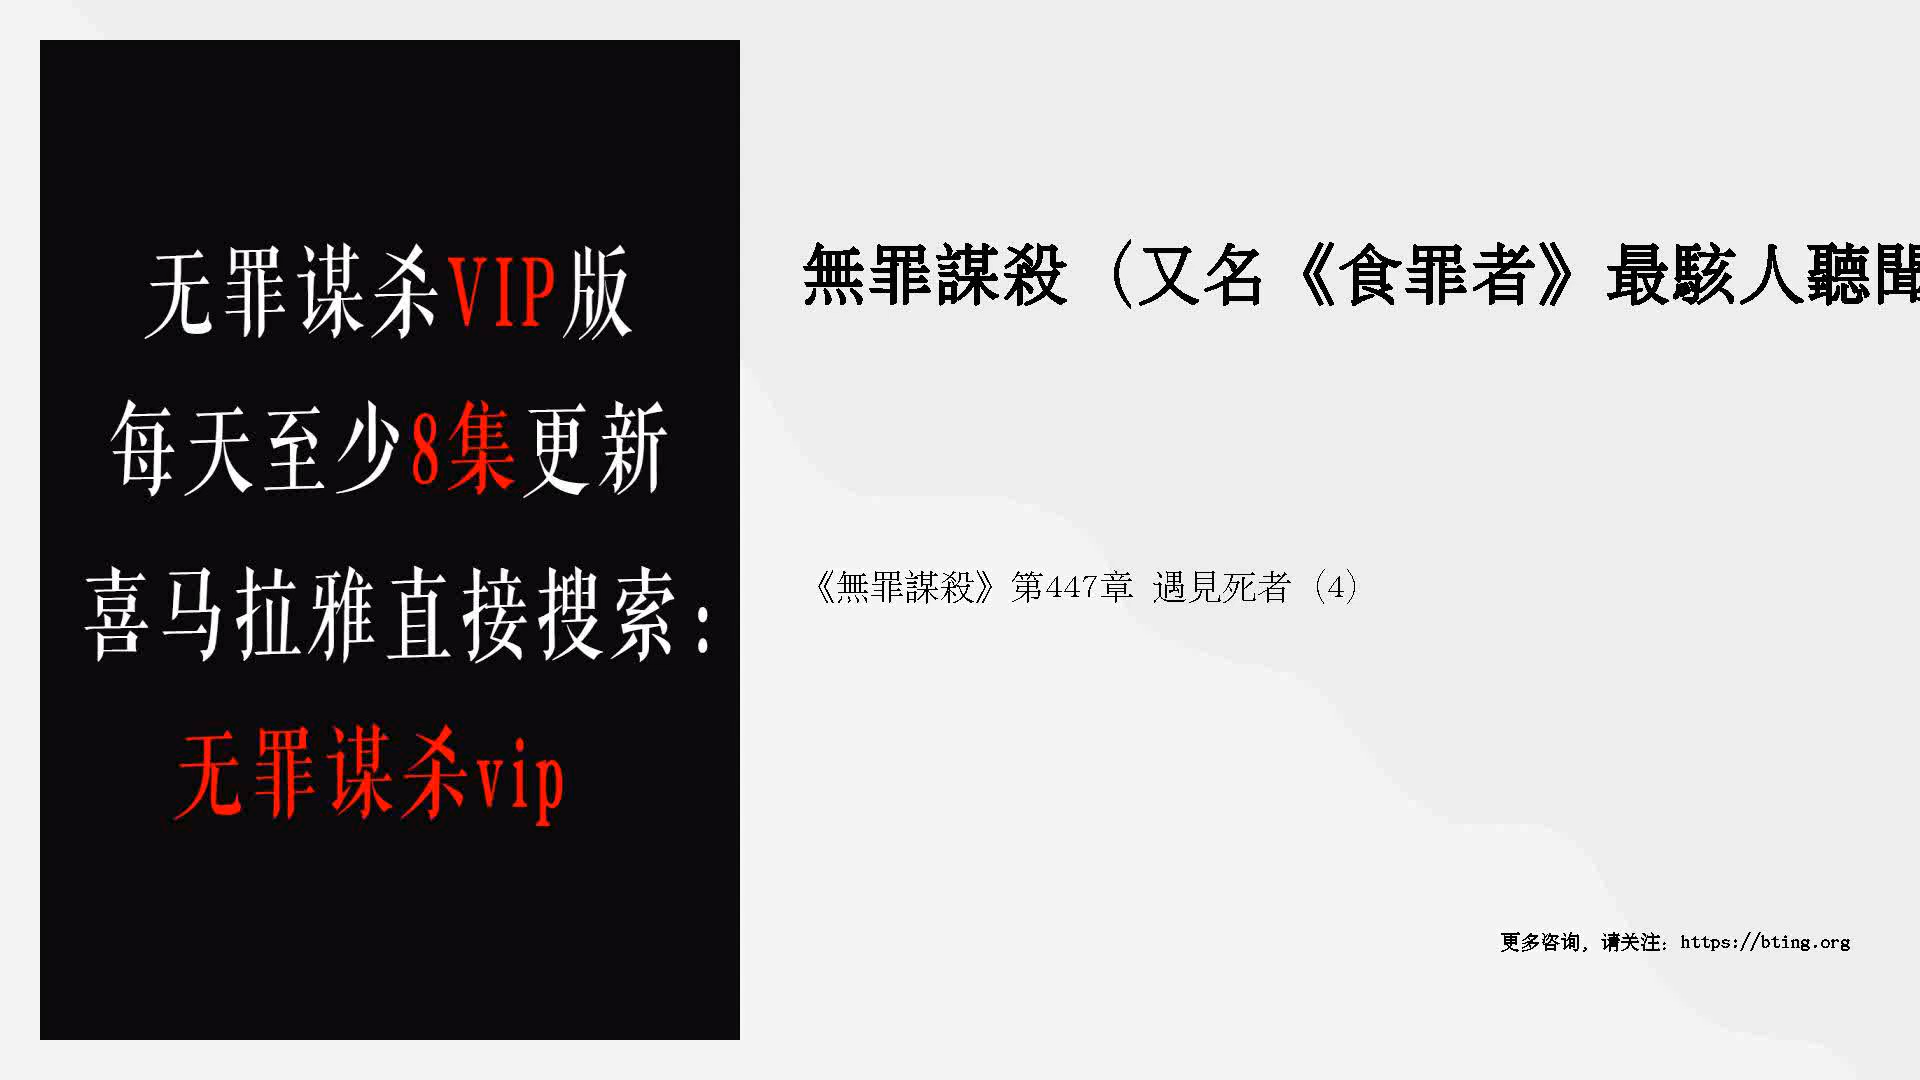 无罪谋杀VIP版
每天至少8集更新
喜马拉雅直接搜索：
无罪谋杀vip
無罪謀殺（又名《食罪者》最駭人聽聞
《無罪謀殺》第447章 遇見死者（4）
更多咨询，请关注：https://bting.org